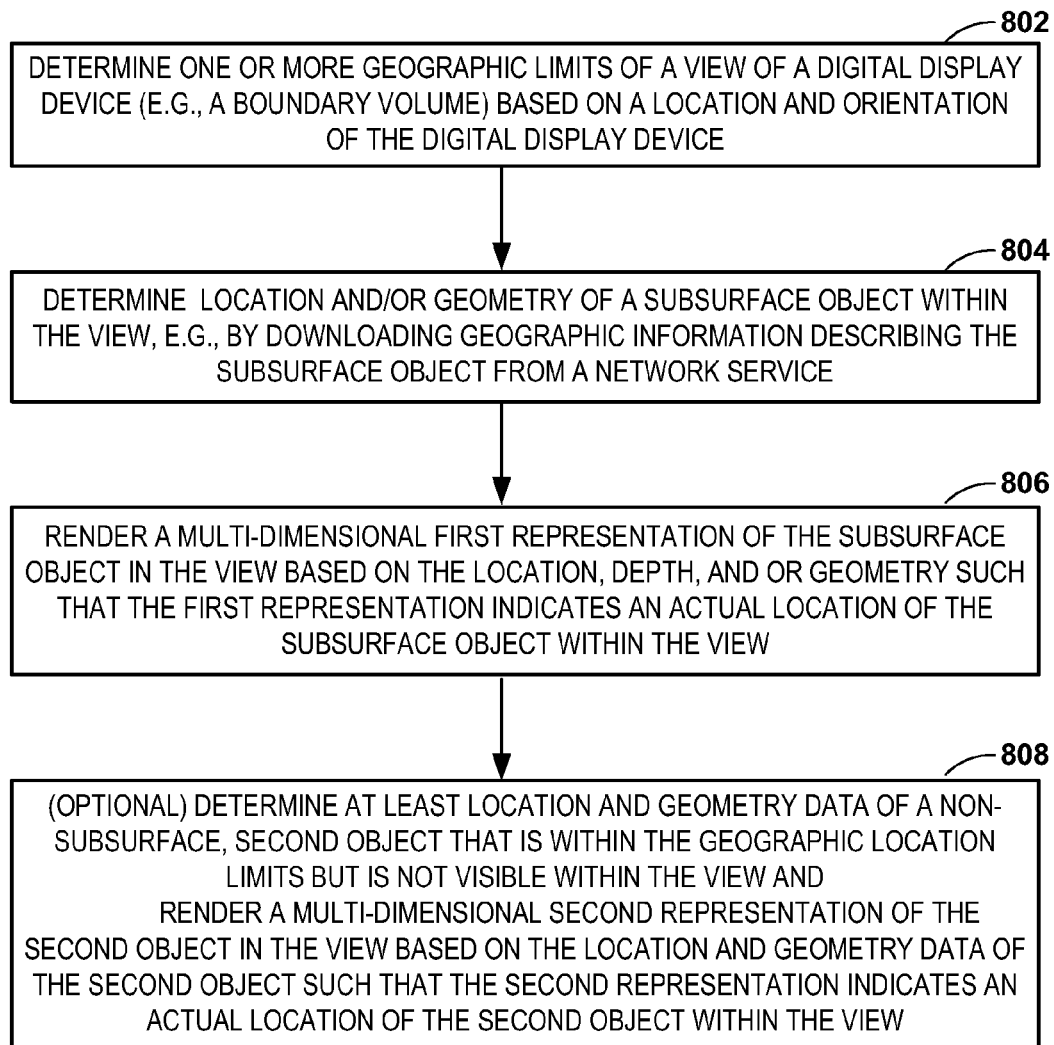 802
DETERMINE ONE OR MORE GEOGRAPHIC LIMITS OF A VIEW OF A DIGITAL DISPLAY
DEVICE (E.G., A BOUNDARY VOLUME) BASED ON A LOCATION AND ORIENTATION
OF THE DIGITAL DISPLAY DEVICE
804
DETERMINE LOCATION AND/OR GEOMETRY OF A SUBSURFACE OBJECT WITHIN
THE VIEW, E.G., BY DOWNLOADING GEOGRAPHIC INFORMATION DESCRIBING THE
SUBSURFACE OBJECT FROM A NETWORK SERVICE
806
RENDER A MULTI-DIMENSIONAL FIRST REPRESENTATION OF THE SUBSURFACE
OBJECT IN THE VIEW BASED ON THE LOCATION, DEPTH, AND OR GEOMETRY SUCH
THAT THE FIRST REPRESENTATION INDICATES AN ACTUAL LOCATION OF THE
SUBSURFACE OBJECT WITHIN THE VIEW
808
(OPTIONAL) DETERMINE AT LEAST LOCATION AND GEOMETRY DATA OF A NON-
SUBSURFACE, SECOND OBJECT THAT IS WITHIN THE GEOGRAPHIC LOCATION
LIMITS BUT IS NOT VISIBLE WITHIN THE VIEW AND
RENDER A MULTI-DIMENSIONAL SECOND REPRESENTATION OF THE
SECOND OBJECT IN THE VIEW BASED ON THE LOCATION AND GEOMETRY DATA OF
THE SECOND OBJECT SUCH THAT THE SECOND REPRESENTATION INDICATES AN
ACTUAL LOCATION OF THE SECOND OBJECT WITHIN THE VIEW